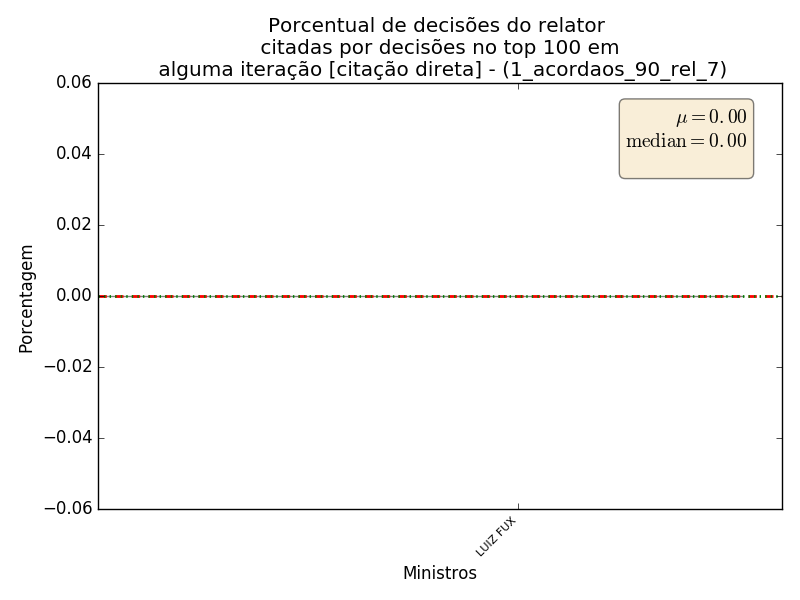 Porcentual de decisões do relator
citadas por decisões no top 100 em
alguma iteração [citação direta] - (1_acordaos_90_rel_7)
μ = 0.00
median = 0.00
0.06
0.04
0.02
0.00
−0.02
−0.04
−0.06
Porcentagem
LUIZ FUX
Ministros